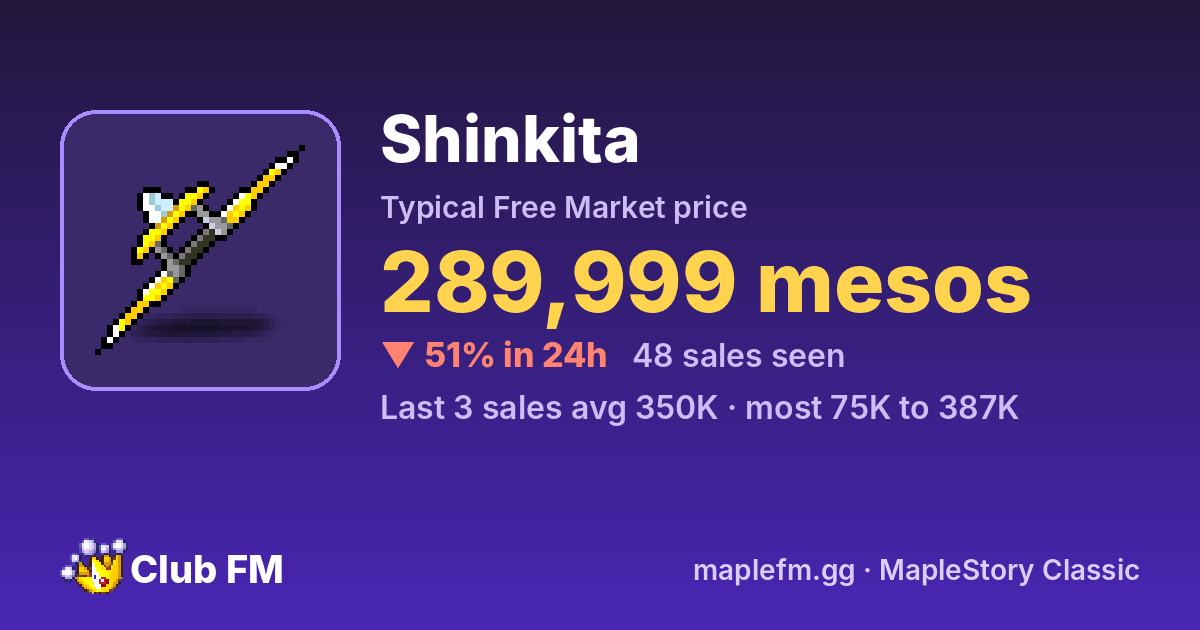 Shinkita
Typical Free Market price
289,999 mesos
▼ 51% in 24h 48 sales seen
Last 3 sales avg 350K · most 75K to 387K
Club FM
maplefm.gg · MapleStory Classic